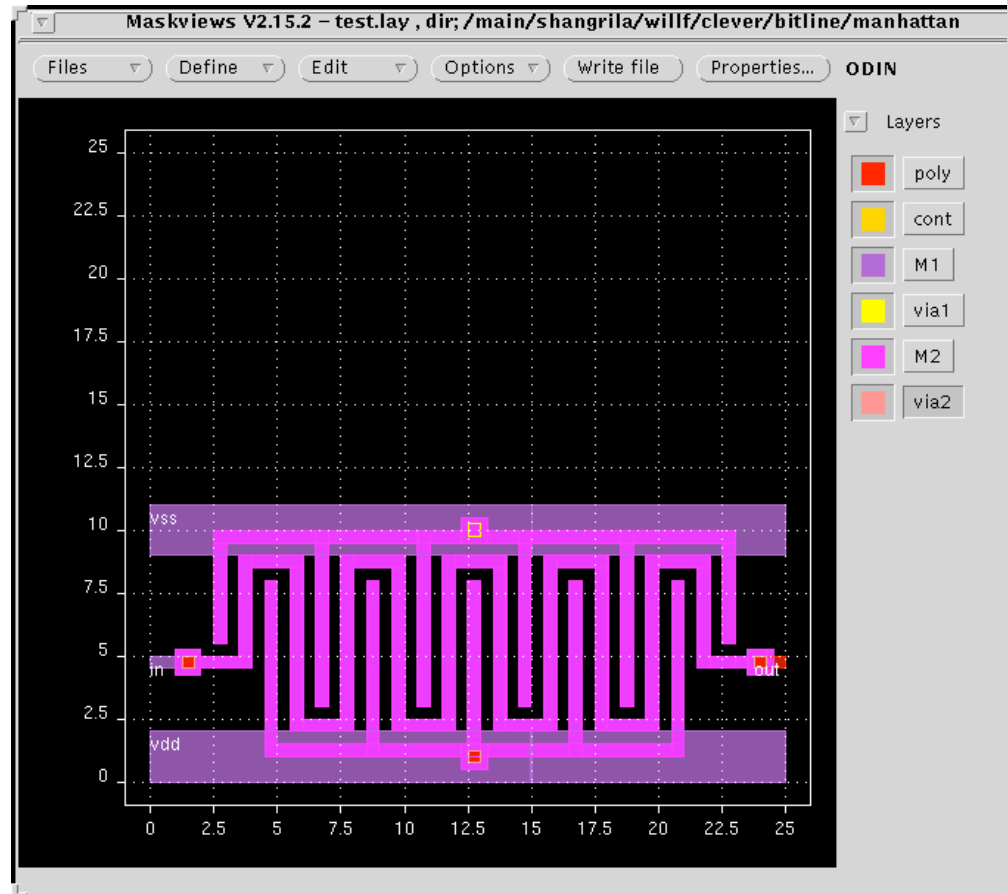 Maskviews V2.15.2 – test.lay , dir; /main/shangrila/willf/clever/bitline/manhattan
Files Define Edit Options Write file Properties... ODIN
Layers
poly
cont
M1
via1
M2
via2
25
22.5
20
17.5
15
12.5
10
7.5
5
2.5
0
vss
in
out
vdd
0 2.5 5 7.5 10 12.5 15 17.5 20 22.5 25